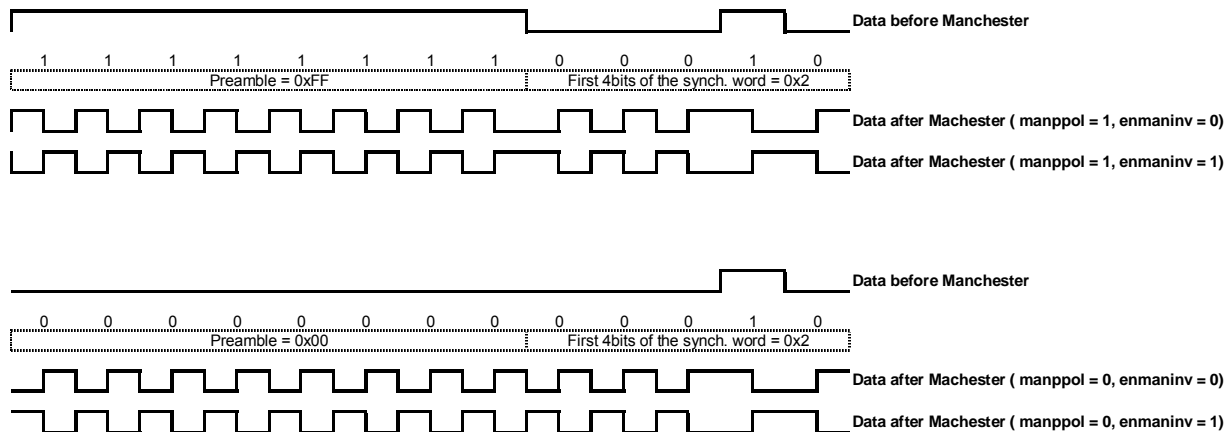 Data before Manchester
1 1 1 1 1 1 1 1 0 0 0 1 0
Preamble = 0xFF First 4bits of the synch. word = 0x2
Data after Machester ( manppol = 1, enmaninv = 0)
Data after Machester ( manppol = 1, enmaninv = 1)
Data before Manchester
0 0 0 0 0 0 0 0 0 0 0 1 0
Preamble = 0x00 First 4bits of the synch. word = 0x2
Data after Machester ( manppol = 0, enmaninv = 0)
Data after Machester ( manppol = 0, enmaninv = 1)